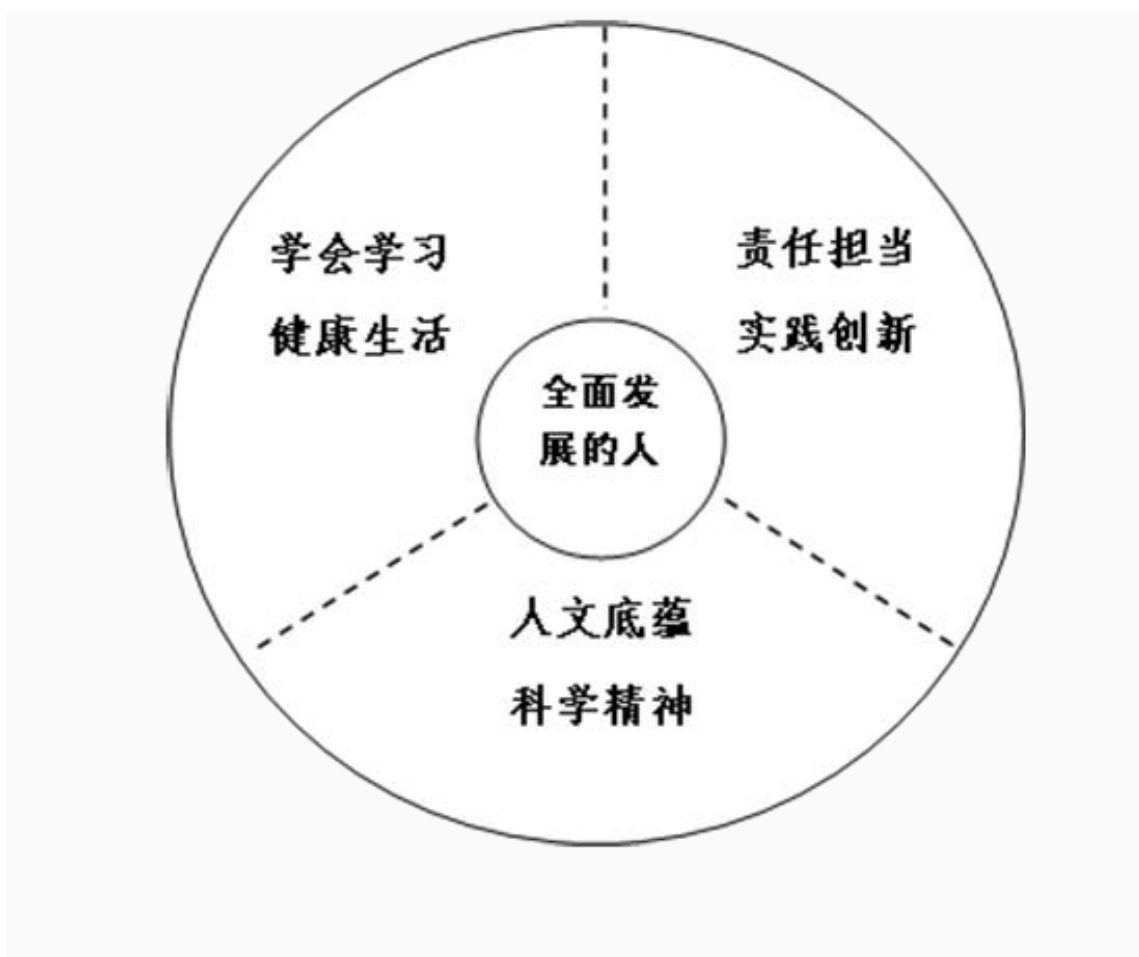 学会学习
健康生活
责任担当
实践创新
全面发
展的人
人文底蕴
科学精神